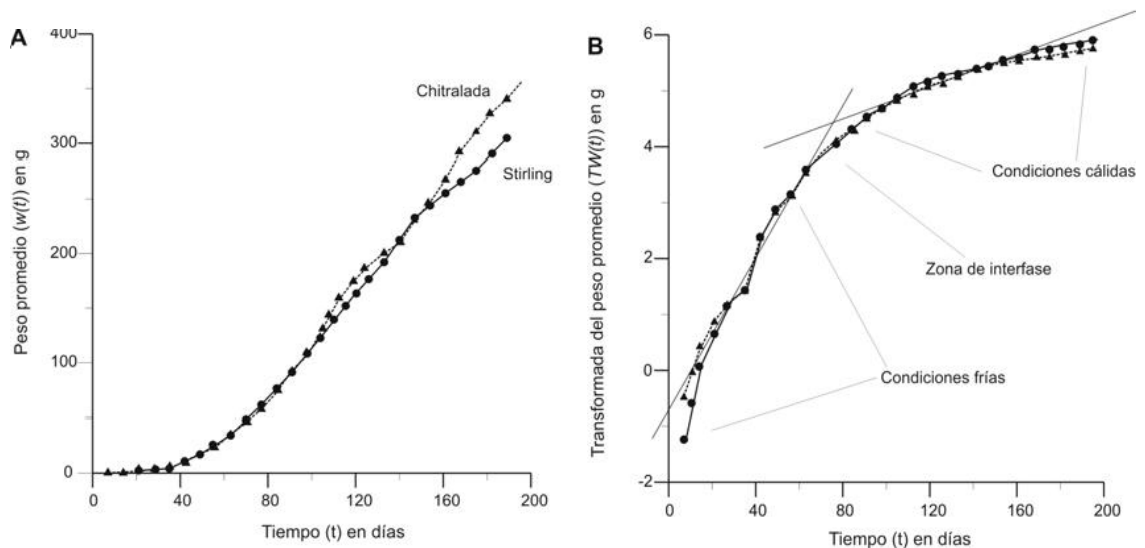 A
400
300
200
100
0
Peso promedio (w(t)) en g
Chitralada
Stirling
0
40
80
120
160
200
Tiempo (t) en días
B
6
4
2
0
-2
Transformada del peso promedio (TW(t)) en g
Condiciones cálidas
Zona de interfase
Condiciones frías
0
40
80
120
160
200
Tiempo (t) en días